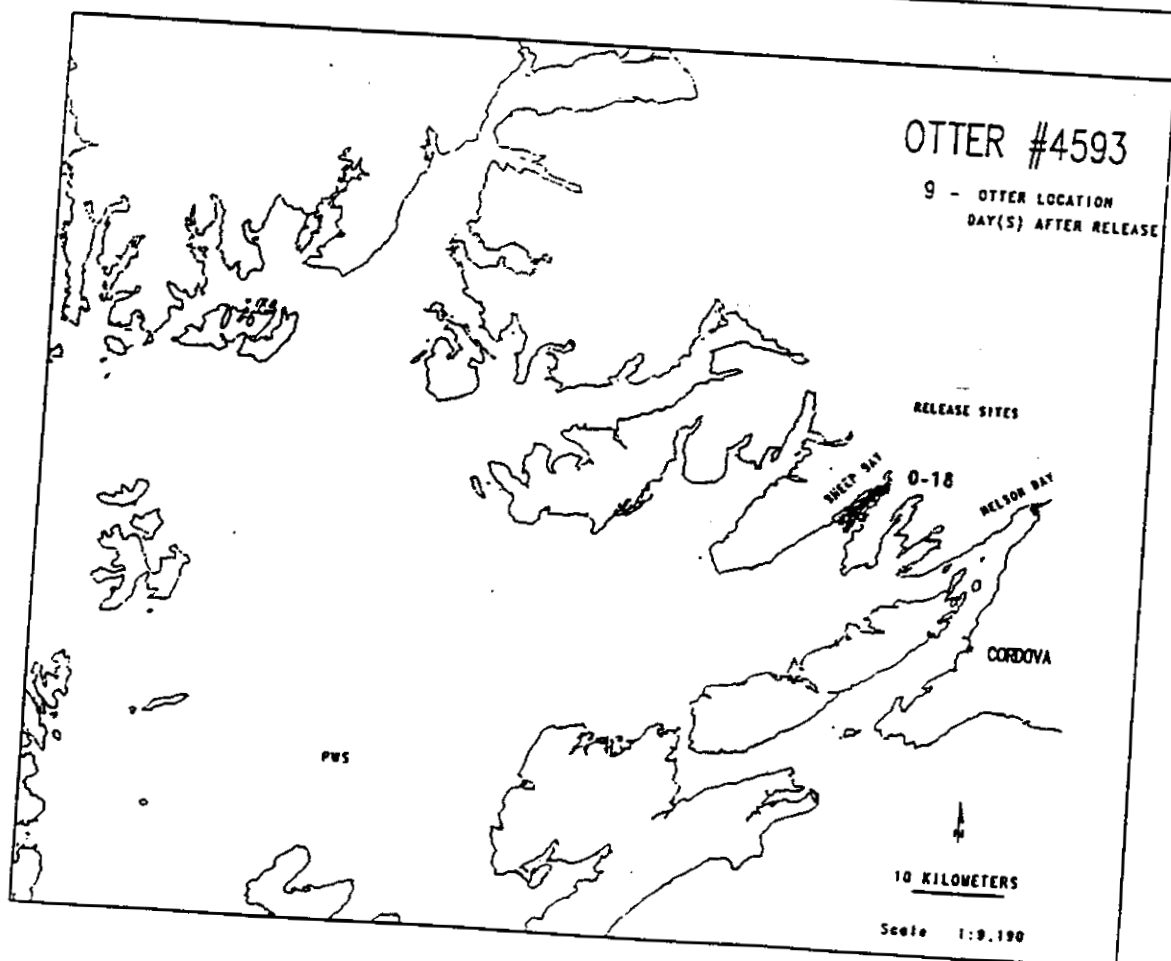 OTTER #4593
9 - OTTER LOCATION
DAY(S) AFTER RELEASE
RELEASE SITES
SHEEP BAY
0-18
NELSON BAY
CORDOVA
PWS
N
10 KILOMETERS
Scale 1:9,190